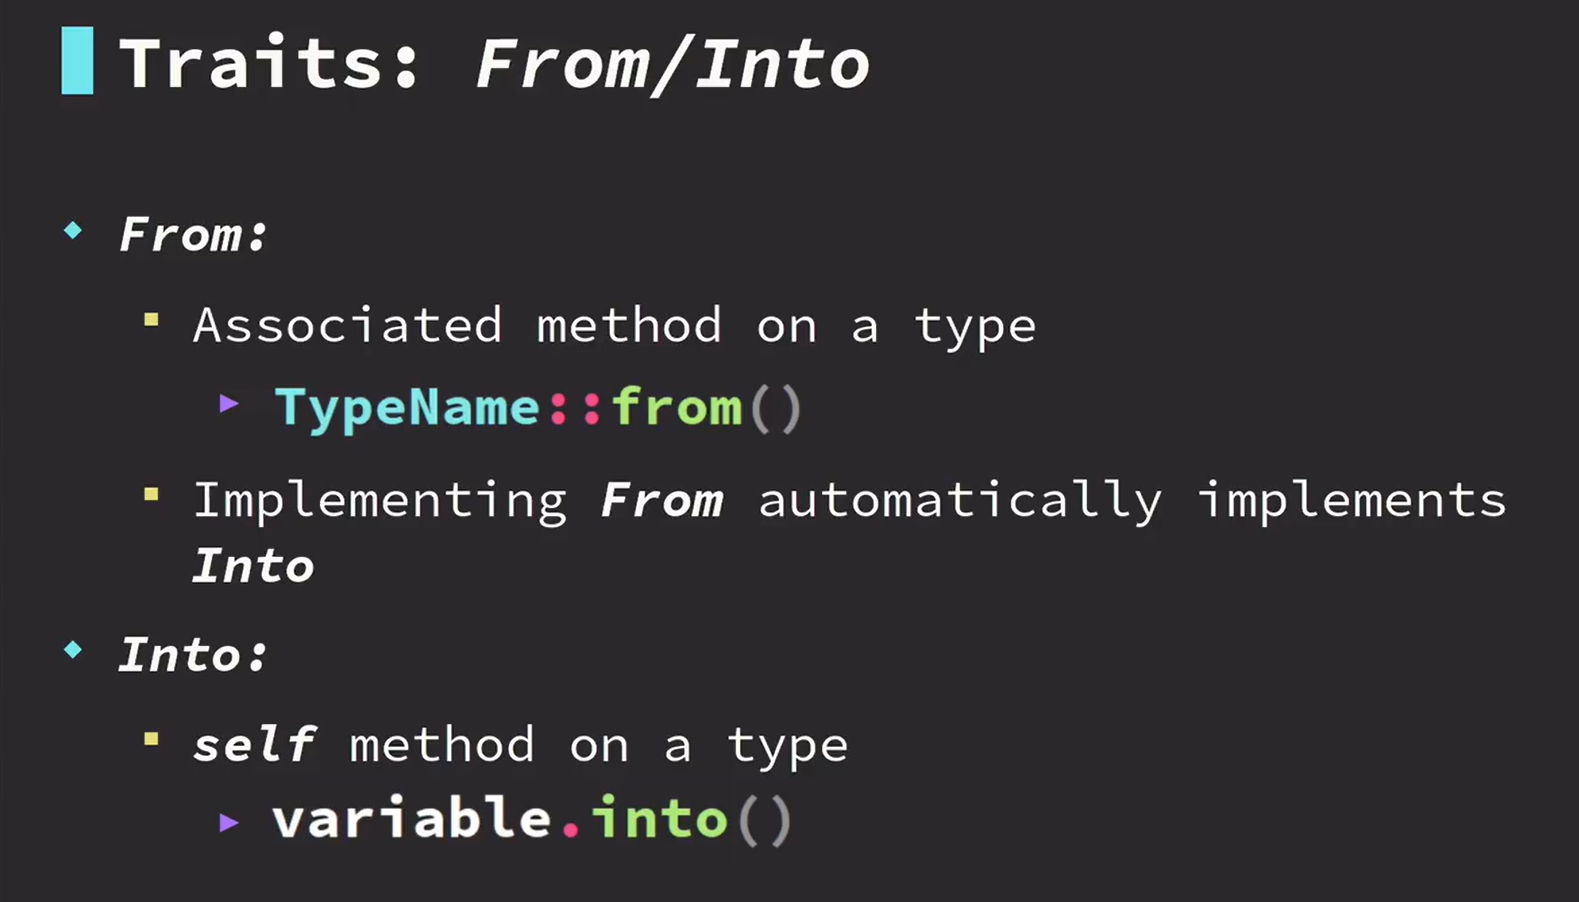 Traits: From/Into
From:
Associated method on a type
TypeName::from()
Implementing From automatically implements
Into
Into:
self method on a type
variable.into()